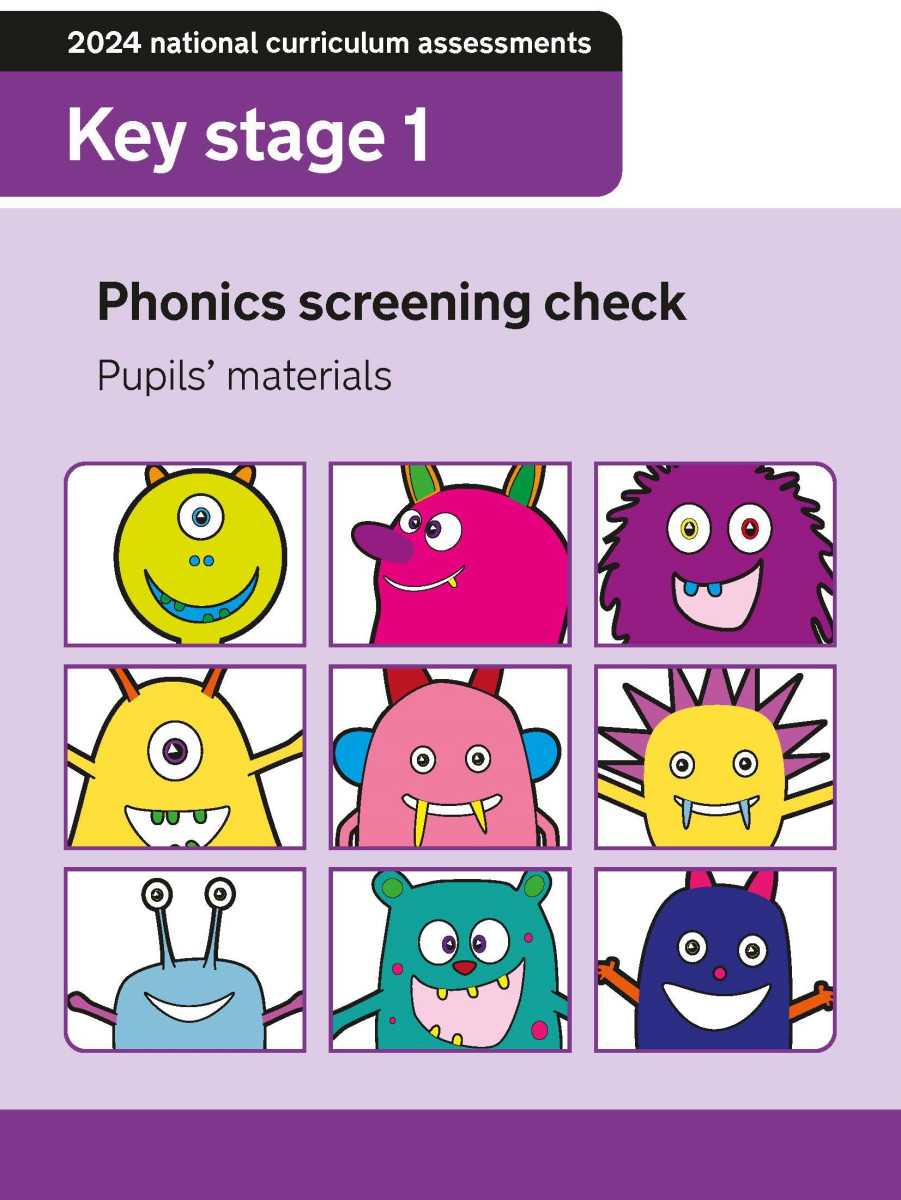 2024 national curriculum assessments
Key stage 1
Phonics screening check
Pupils’ materials